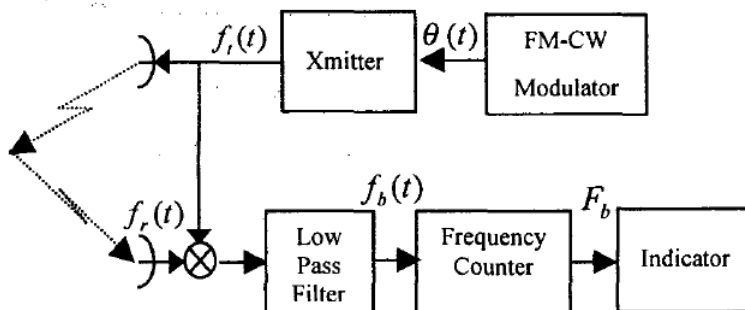 f_t(t)
Xmitter
θ(t)
FM-CW
Modulator
f_r(t)
Low
Pass
Filter
f_b(t)
Frequency
Counter
F_b
Indicator